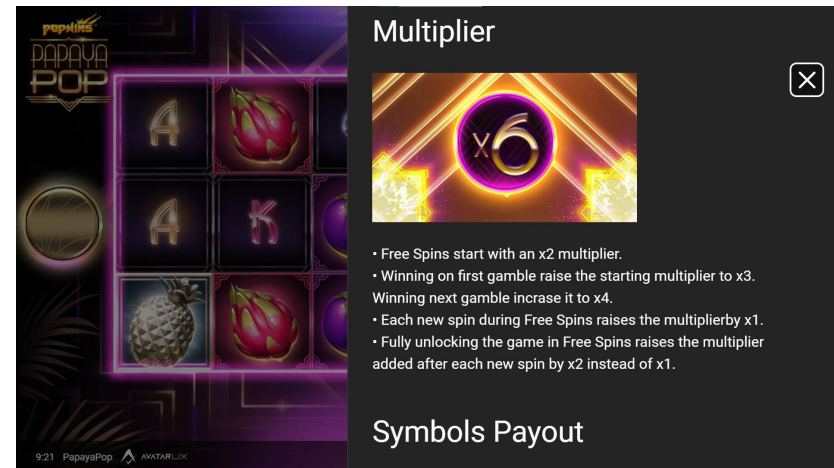 POPWINS
PAPAYA
POP
A
A
K
9:21 PapayaPop AVATARUX
Multiplier
x6
• Free Spins start with an x2 multiplier.
• Winning on first gamble raise the starting multiplier to x3.
Winning next gamble incrase it to x4.
• Each new spin during Free Spins raises the multiplierby x1.
• Fully unlocking the game in Free Spins raises the multiplier
added after each new spin by x2 instead of x1.
Symbols Payout